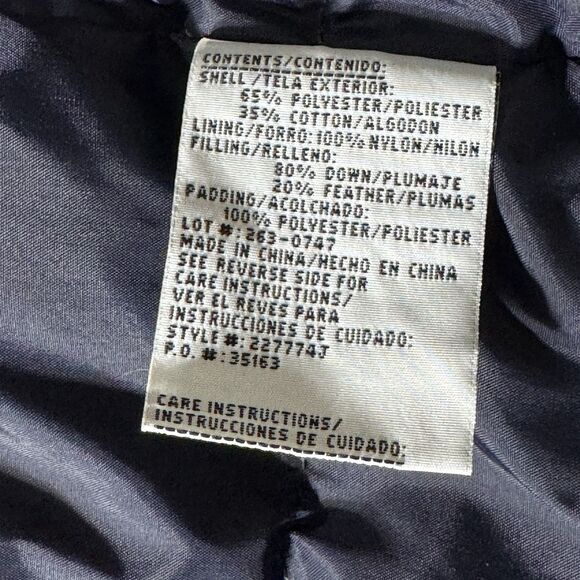 CONTENTS/CONTENIDO:
SHELL/TELA EXTERIOR:
65% POLYESTER/POLIESTER
35% COTTON/ALGODON
LINING/FORRO:100% NYLON/NILON
FILLING/RELLENO:
80% DOWN/PLUMAJE
20% FEATHER/PLUMAS
PADDING/ACOLCHADO:
100% POLYESTER/POLIESTER
LOT #:263-0747
MADE IN CHINA/HECHO EN CHINA
SEE REVERSE SIDE FOR
CARE INSTRUCTIONS/
VER EL REVES PARA
INSTRUCCIONES DE CUIDADO:
STYLE #:227774J
P.O. #:35163
CARE INSTRUCTIONS/
INSTRUCCIONES DE CUIDADO: